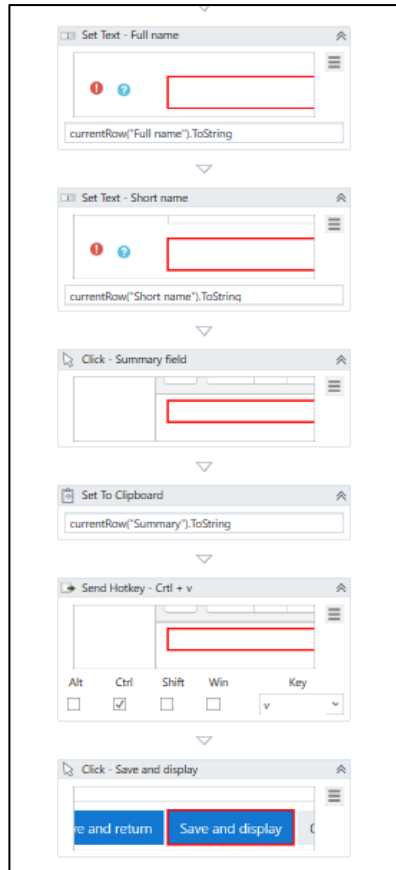 Set Text - Full name
currentRow("Full name").ToString
Set Text - Short name
currentRow("Short name").ToString
Click - Summary field
Set To Clipboard
currentRow("Summary").ToString
Send Hotkey - Crtl + v
Alt Ctrl Shift Win Key
v
Click - Save and display
e and return Save and display